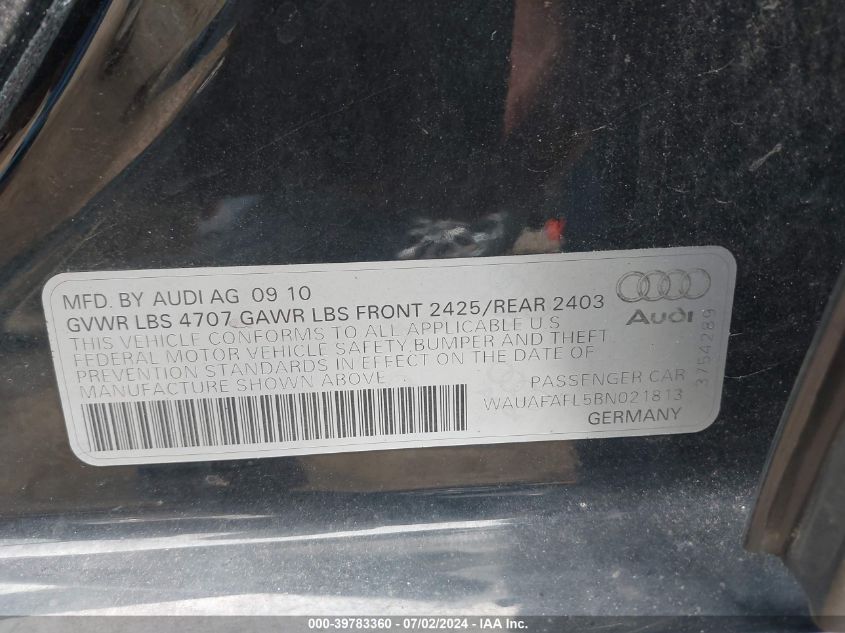 MFD. BY AUDI AG 09 10
GVWR LBS 4707 GAWR LBS FRONT 2425/REAR 2403
THIS VEHICLE CONFORMS TO ALL APPLICABLE U S
FEDERAL MOTOR VEHICLE SAFETY,BUMPER AND THEFT
PREVENTION STANDARDS IN EFFECT ON THE DATE OF
MANUFACTURE SHOWN ABOVE
Audi
3754289
PASSENGER CAR
WAUAFAFL5BN021813
GERMANY
000-39783360 - 07/02/2024 - IAA Inc.